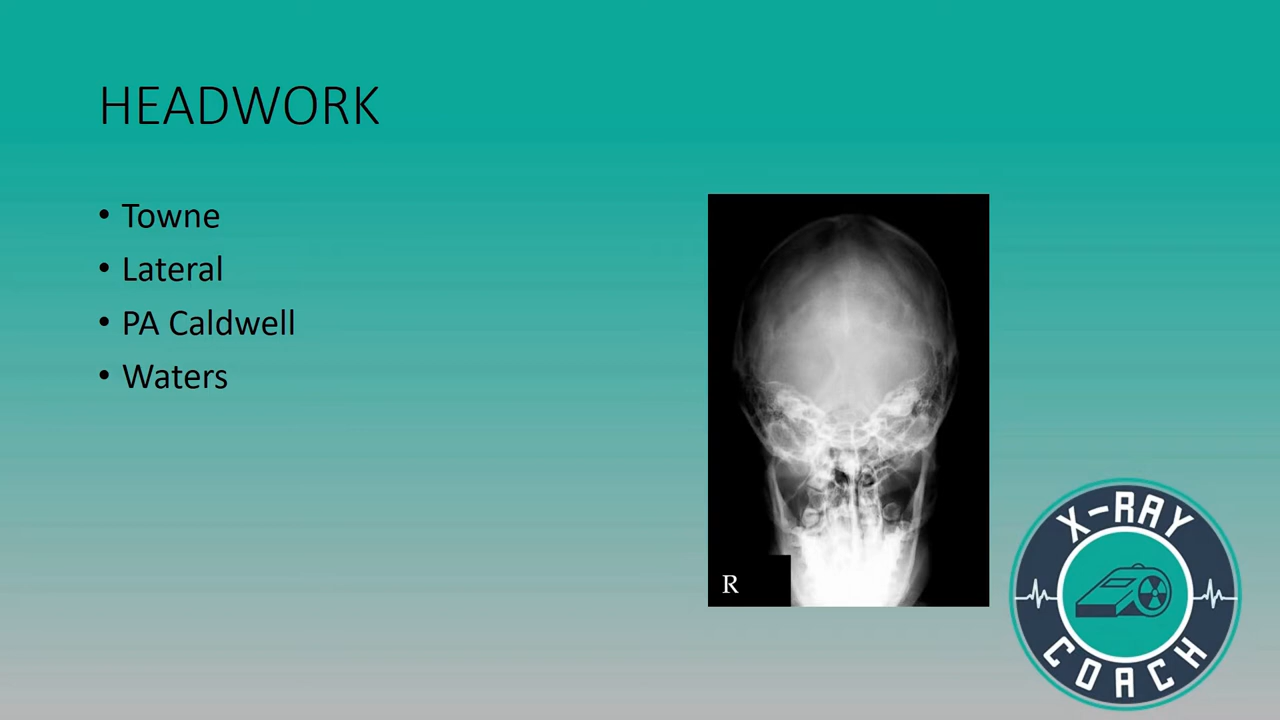 HEADWORK
• Towne
• Lateral
• PA Caldwell
• Waters
R
X-RAY
COACH